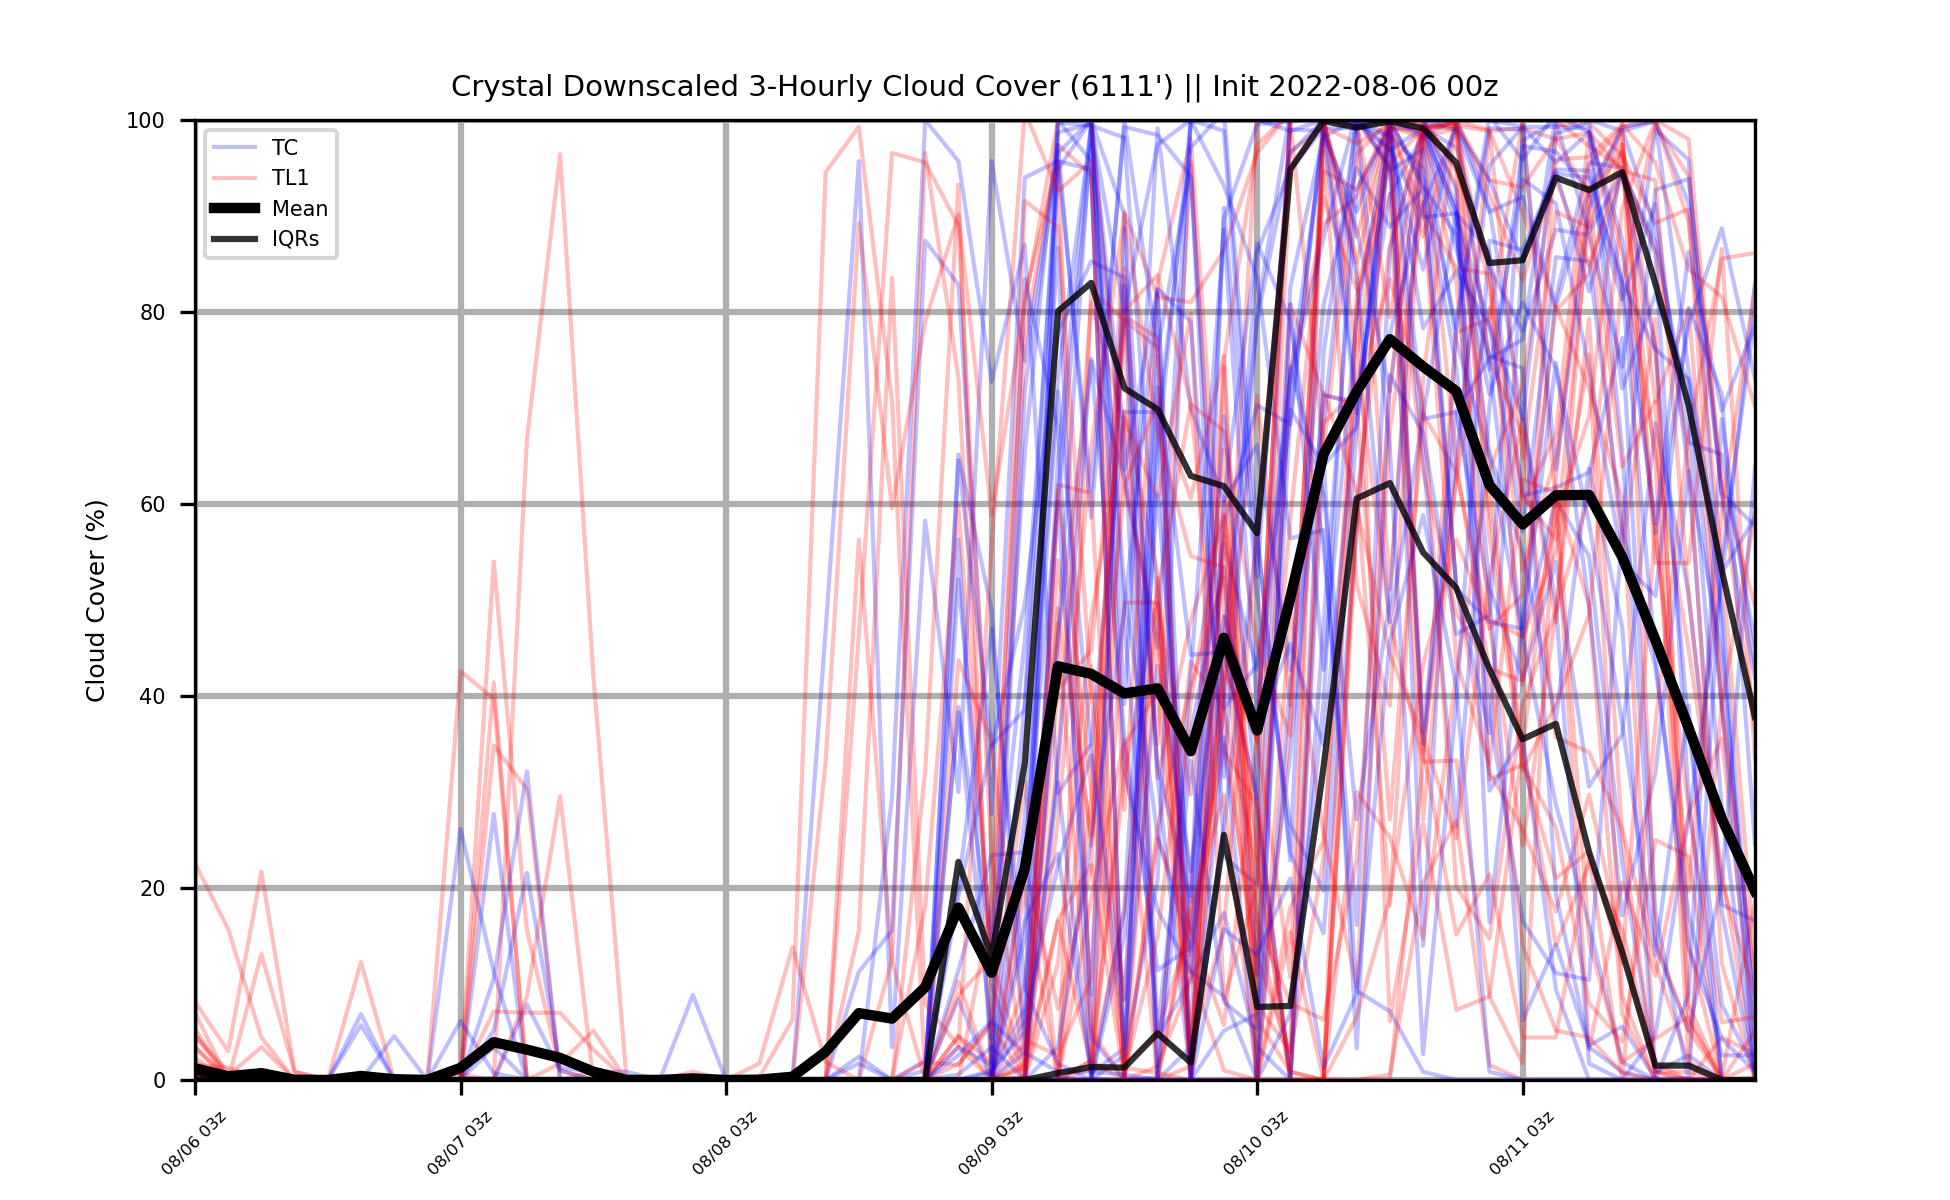 Crystal Downscaled 3-Hourly Cloud Cover (6111') || Init 2022-08-06 00z
100
80
60
40
20
0
Cloud Cover (%)
TC
TL1
Mean
IQRs
08/06 03z
08/07 03z
08/08 03z
08/09 03z
08/10 03z
08/11 03z